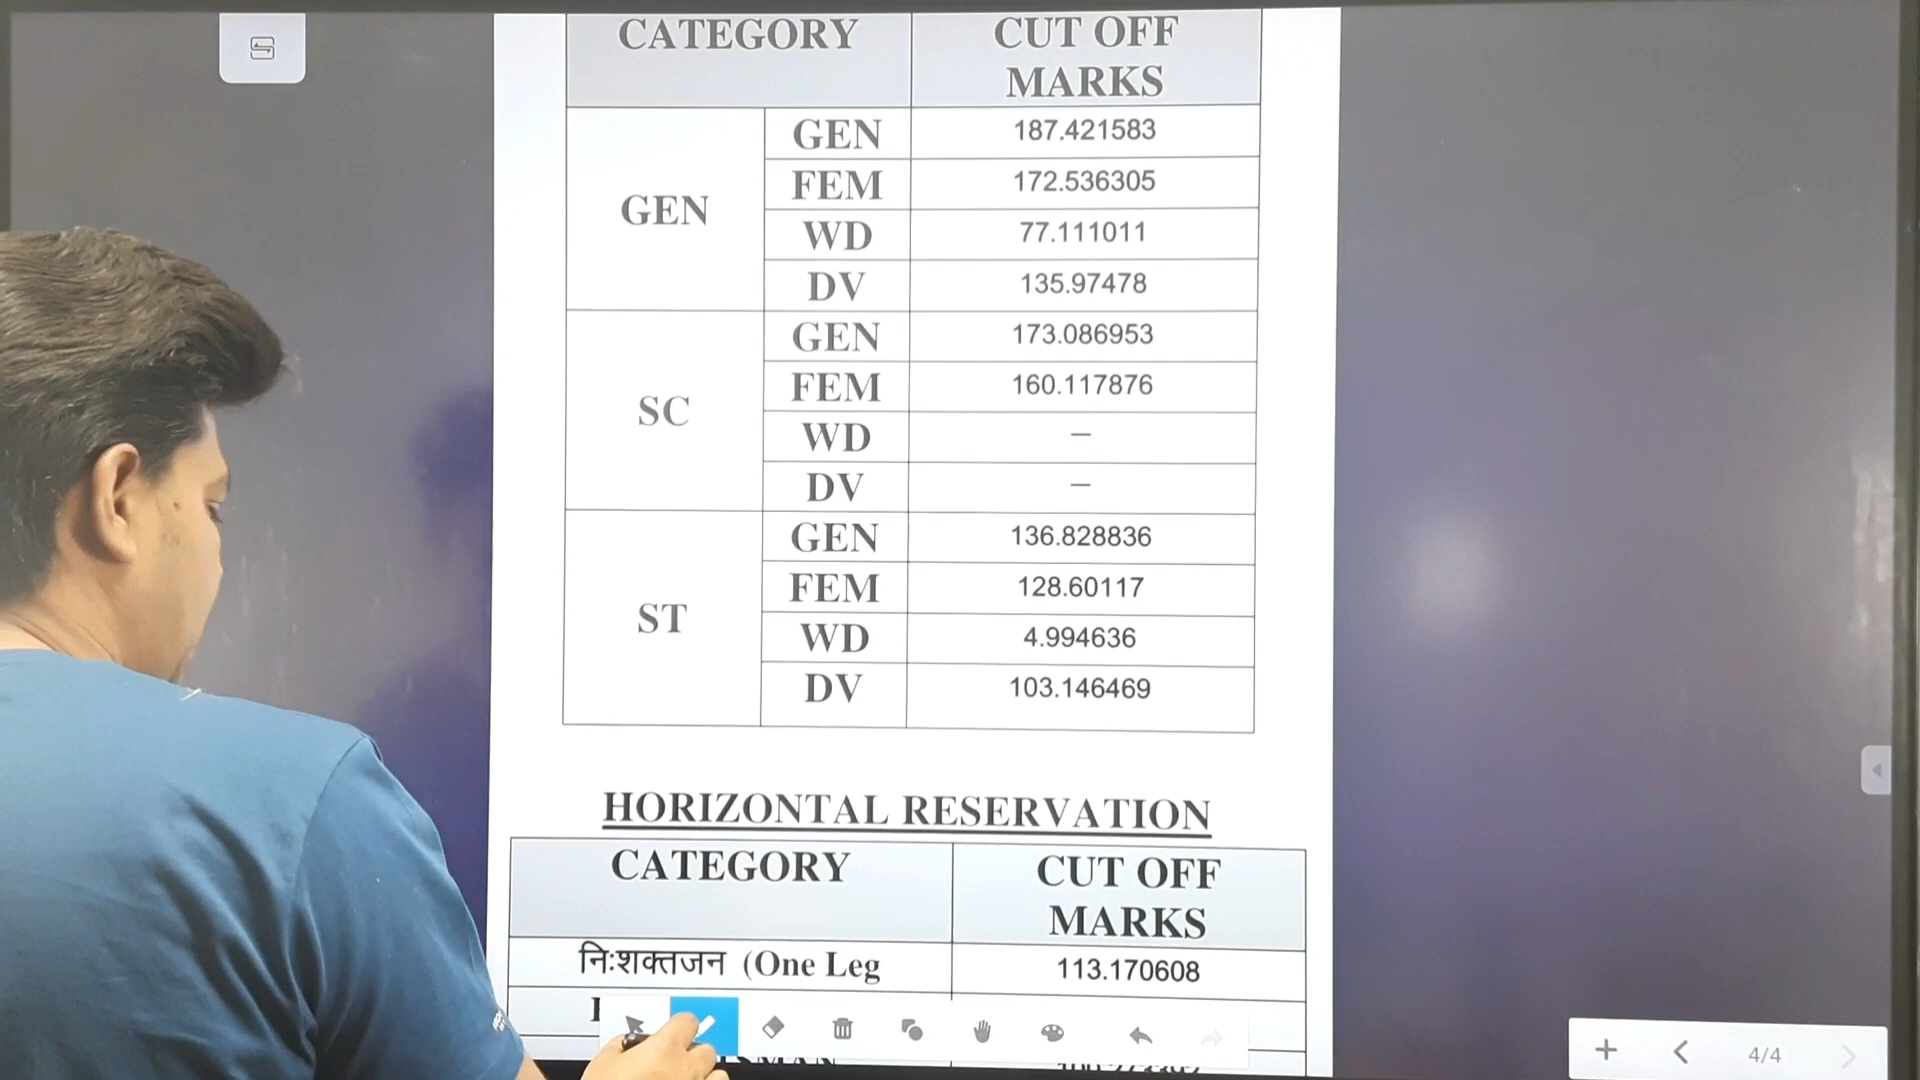 CATEGORY CUT OFF MARKS
GEN GEN 187.421583
FEM 172.536305
WD 77.111011
DV 135.97478
SC GEN 173.086953
FEM 160.117876
WD –
DV –
ST GEN 136.828836
FEM 128.60117
WD 4.994636
DV 103.146469
HORIZONTAL RESERVATION
CATEGORY CUT OFF MARKS
निःशक्तजन (One Leg 113.170608
4/4